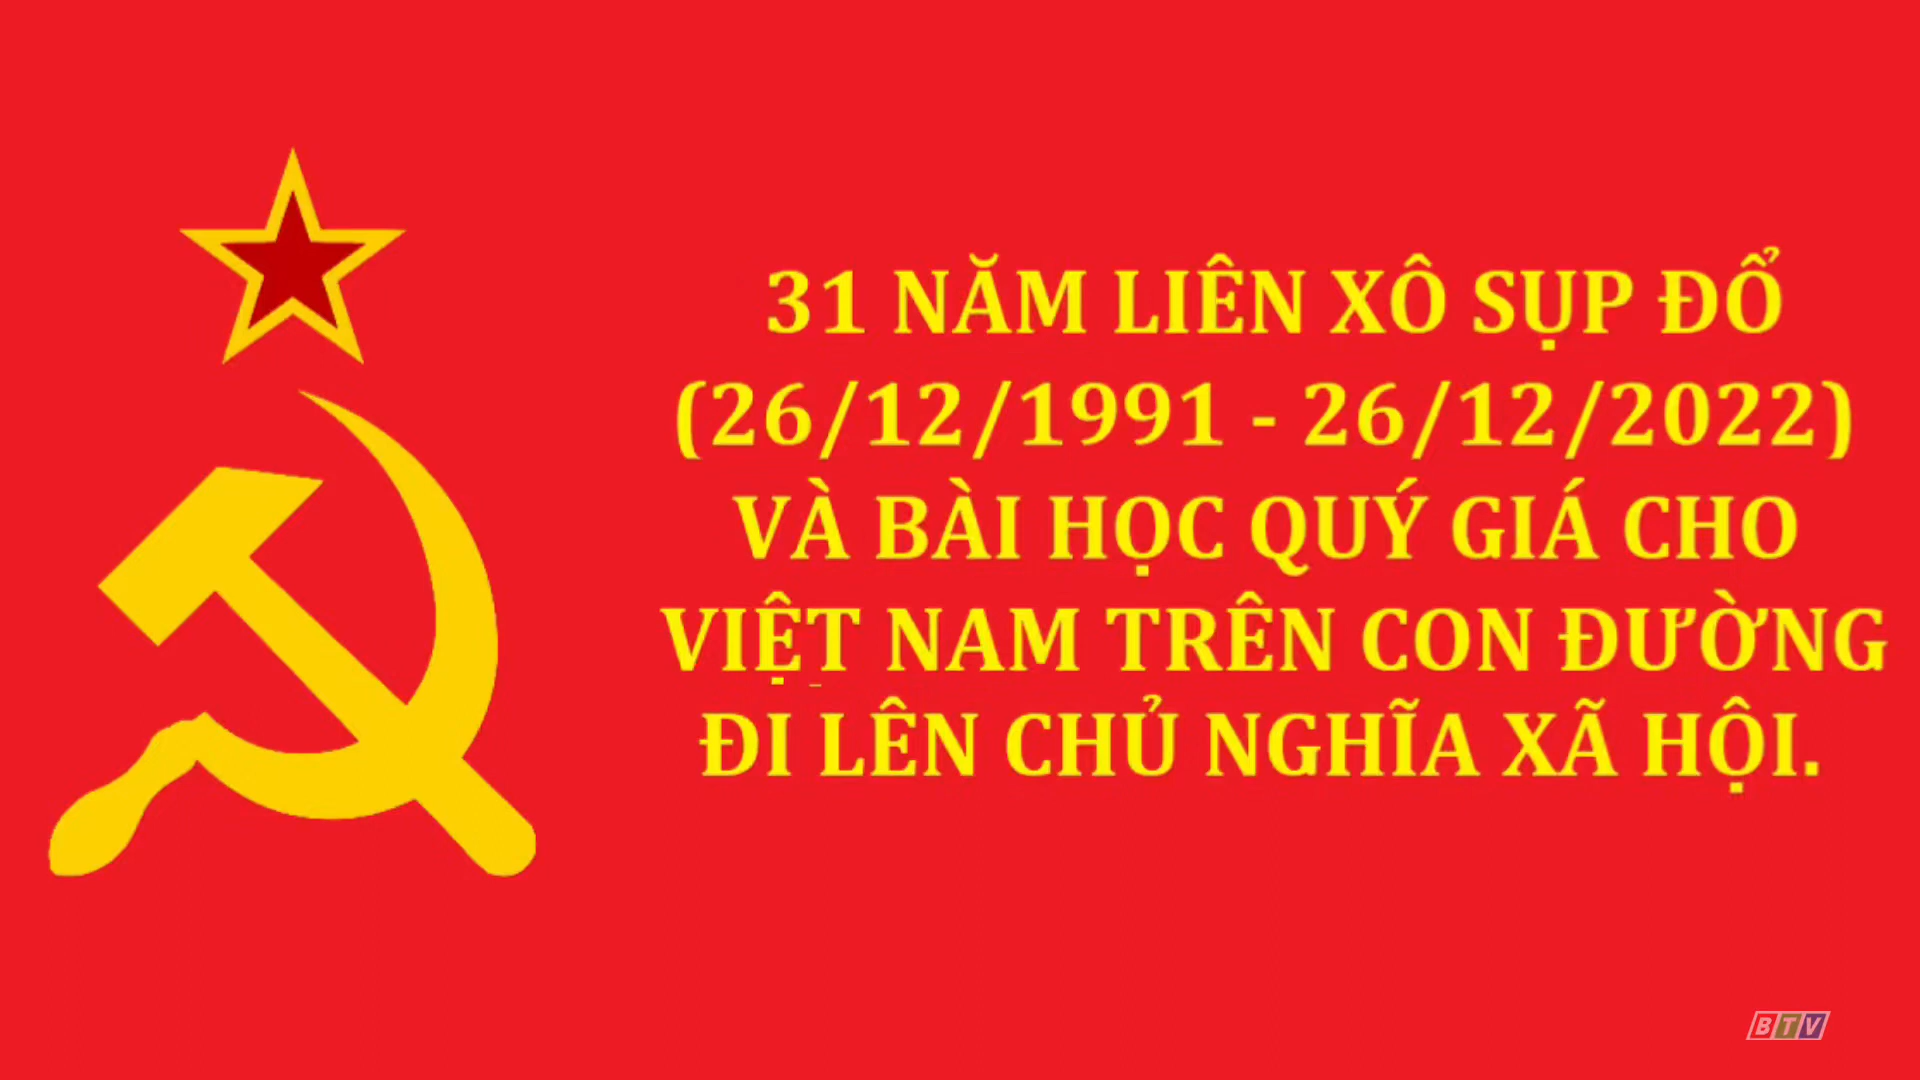 31 NĂM LIÊN XÔ SỤP ĐỔ
(26/12/1991 - 26/12/2022)
VÀ BÀI HỌC QUÝ GIÁ CHO
VIỆT NAM TRÊN CON ĐƯỜNG
ĐI LÊN CHỦ NGHĨA XÃ HỘI.
BTV